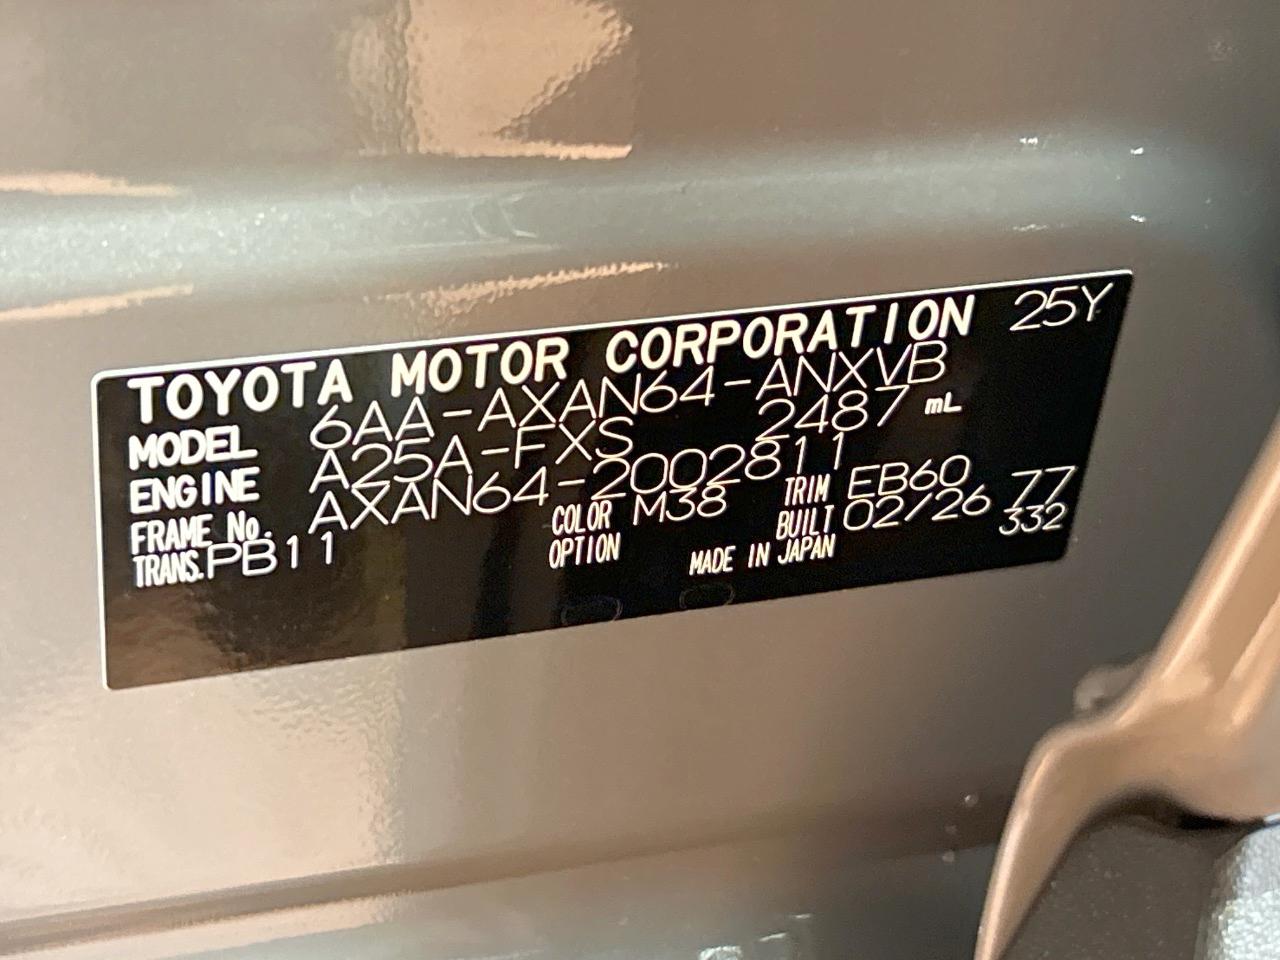 TOYOTA MOTOR CORPORATION 25Y
MODEL 6AA-AXAN64-ANXVB
ENGINE A25A-FXS 2487 mL
FRAME No. AXAN64-2002811
COLOR M38 TRIM EB60 77
TRANS. PB11 OPTION BUILT 02/26 332
MADE IN JAPAN